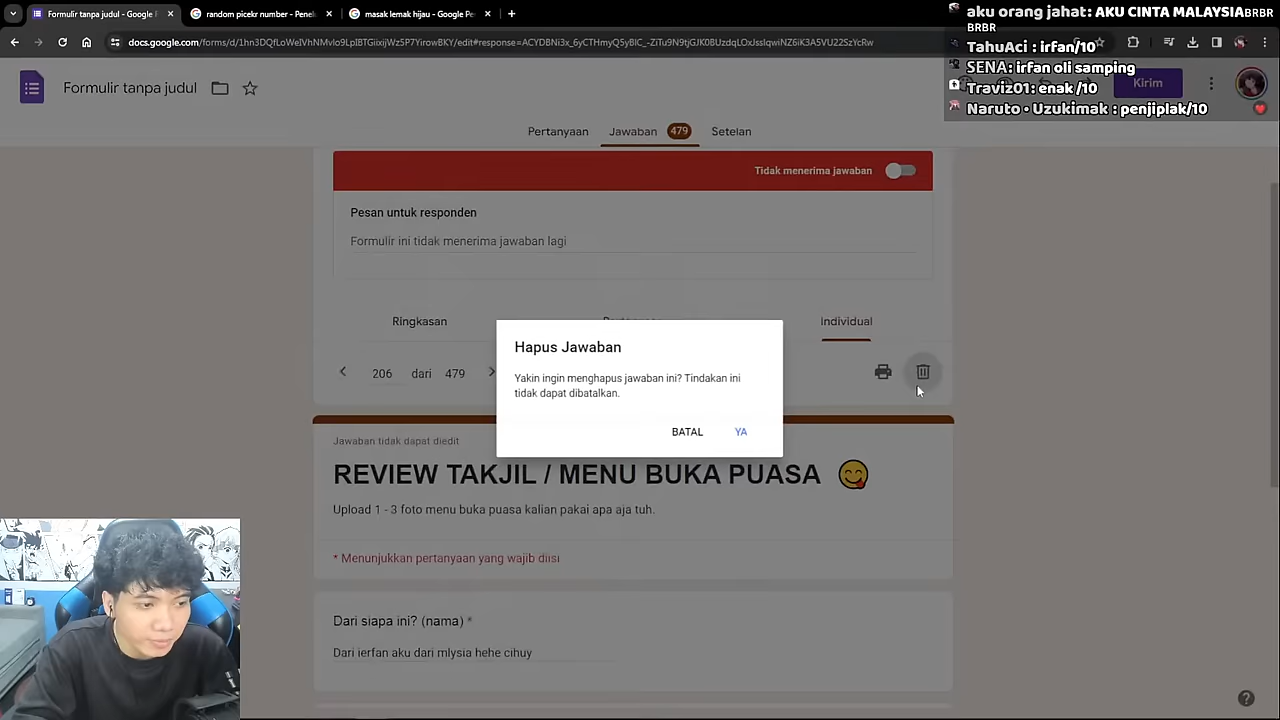 Formulir tanpa judul - Google F
random picekr number - Penel
masak lemak hijau - Google Pe
docs.google.com/forms/d/
aku orang jahat: AKU CINTA MALAYSIABRBR
BRBR
TahuAci : irfan/10
SENA: irfan oli samping
Traviz01: enak /10
Naruto • Uzukimak : penjiplak/10
Formulir tanpa judul
Kirim
Pertanyaan
Jawaban 479
Setelan
Tidak menerima jawaban
Pesan untuk responden
Formulir ini tidak menerima jawaban lagi
Ringkasan
Individual
206 dari 479
Hapus Jawaban
Yakin ingin menghapus jawaban ini? Tindakan ini
tidak dapat dibatalkan.
BATAL YA
Jawaban tidak dapat diedit
REVIEW TAKJIL / MENU BUKA PUASA 😋
Upload 1 - 3 foto menu buka puasa kalian pakai apa aja tuh.
* Menunjukkan pertanyaan yang wajib diisi
Dari siapa ini? (nama) *
Dari ierfan aku dari mlysia hehe cihuy